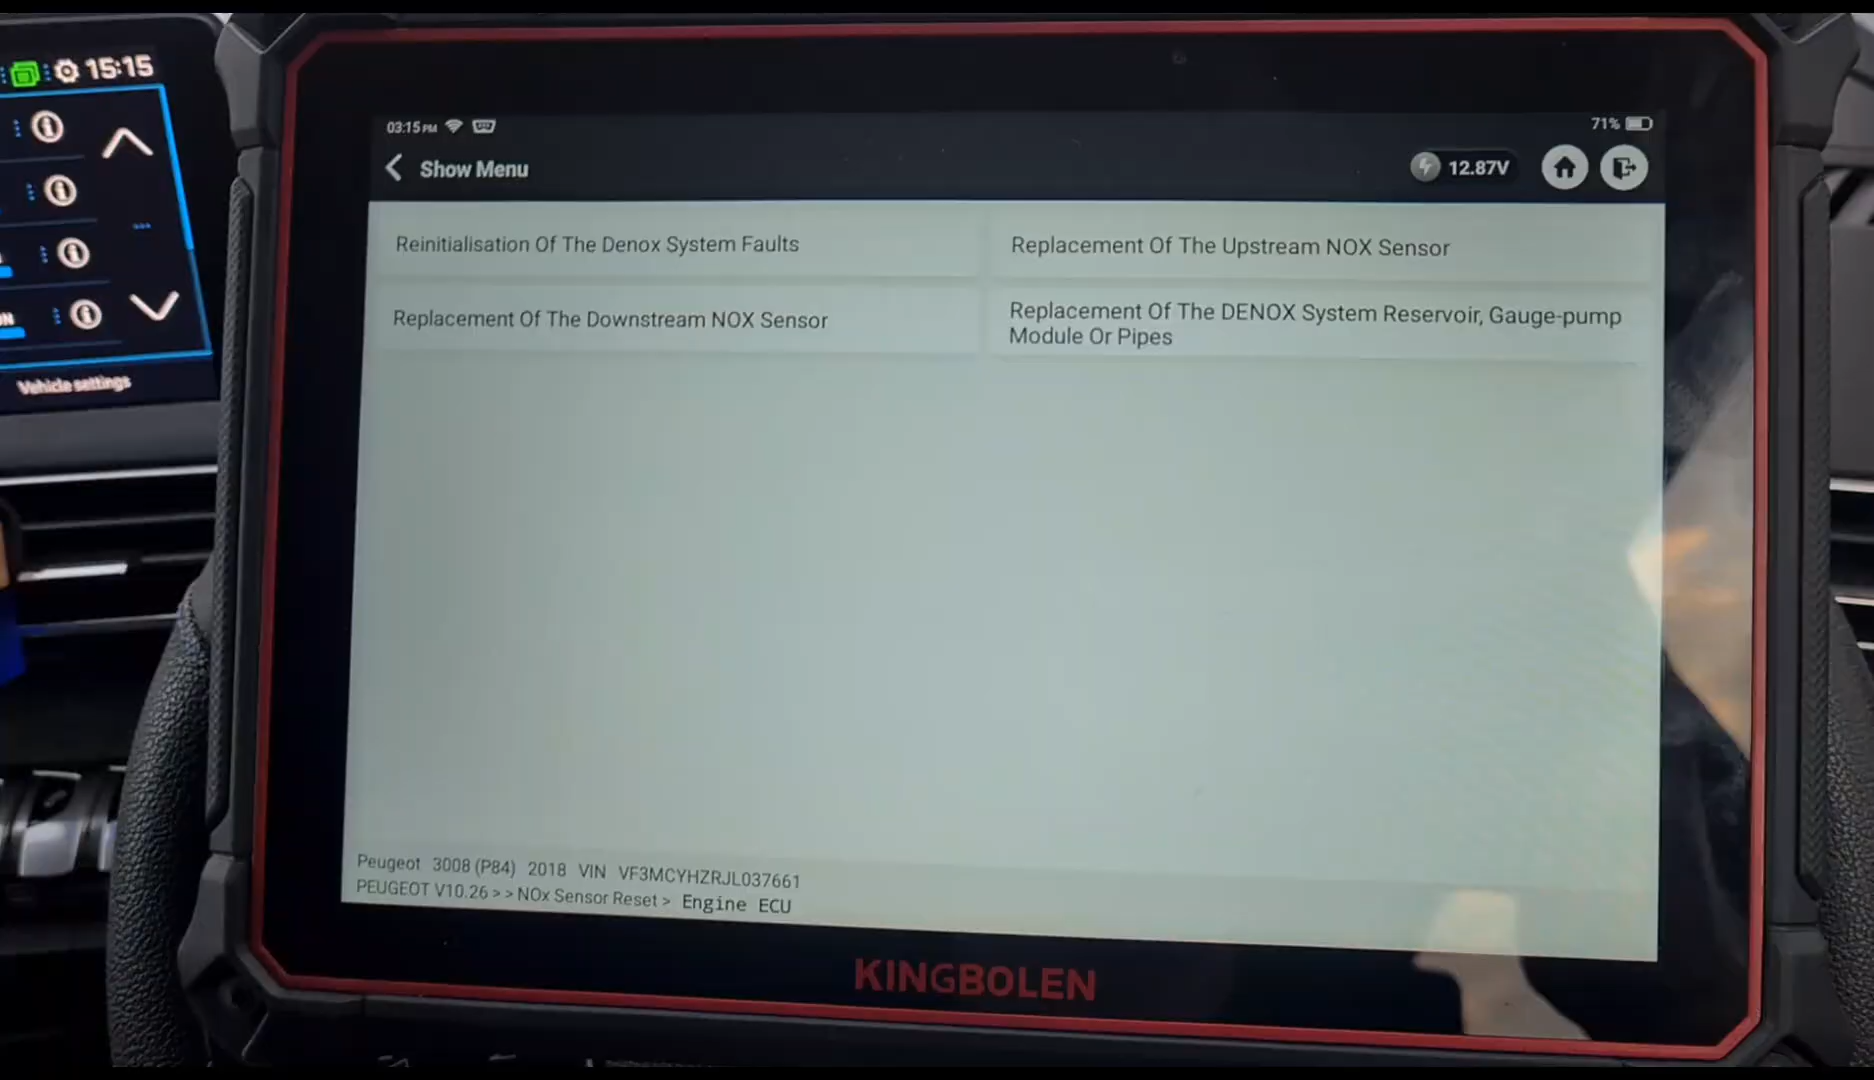 15:15
03:15 PM
71%
Show Menu
12.87V
Reinitialisation Of The Denox System Faults
Replacement Of The Upstream NOX Sensor
Replacement Of The Downstream NOX Sensor
Replacement Of The DENOX System Reservoir, Gauge-pump
Module Or Pipes
Vehicle settings
Peugeot 3008 (P84) 2018 VIN VF3MCYHZRJL037661
PEUGEOT V10.26 > > NOx Sensor Reset > Engine ECU
KINGBOLEN